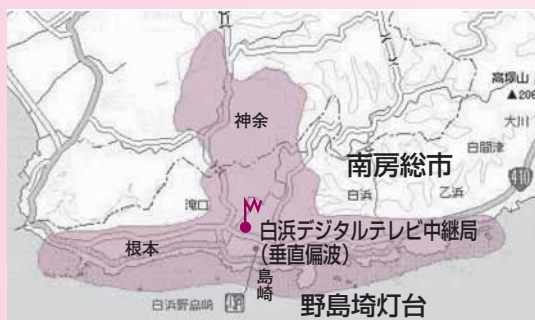 高塚山
▲206
大川
白間津
神余
南房総市
410
白浜
乙浜
滝口
白浜デジタルテレビ中継局
(垂直偏波)
根本
島崎
白浜野島崎
野島埼灯台